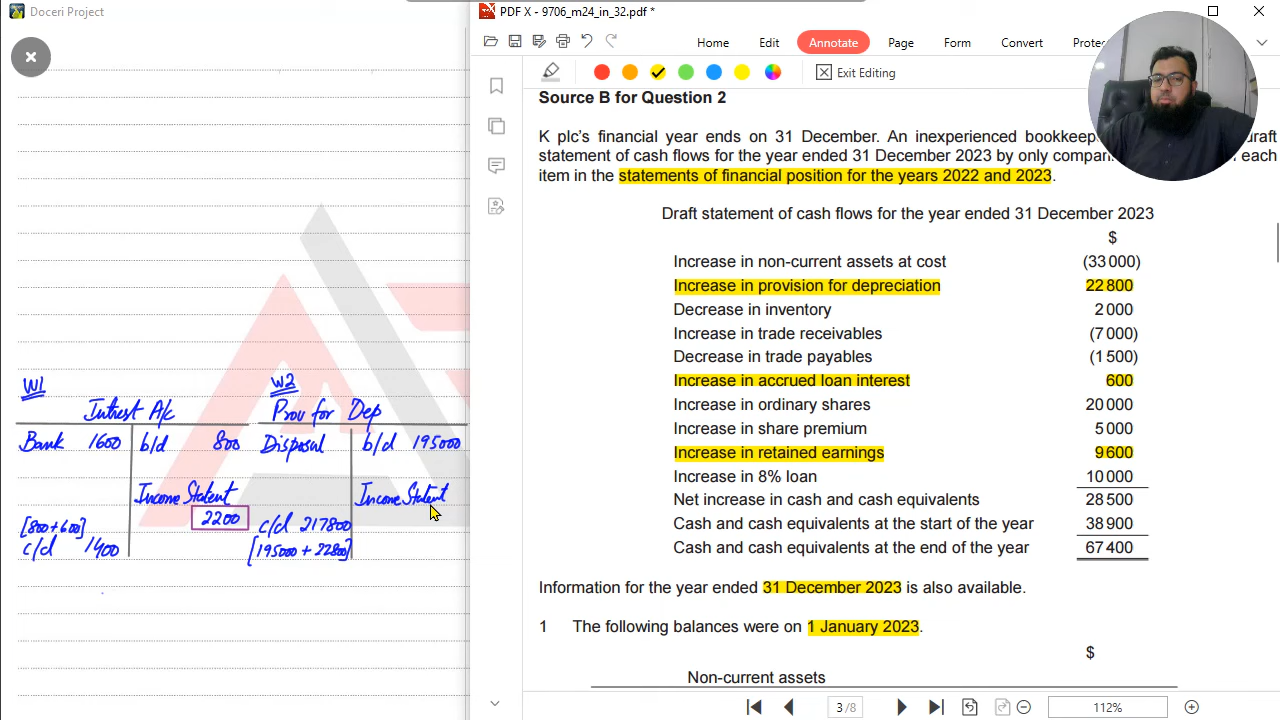 Doceri Project
W1
Intrest A/c
Bank 1600 b/d 800
Income Statent
2200
[800+600]
c/d 1400
W2
Prov for Dep
Disposal b/d 195000
Income Statent
c/d 217800
[195000 + 22800]
PDF X - 9706_m24_in_32.pdf *
Home Edit Annotate Page Form Convert Protec
Exit Editing
Source B for Question 2
K plc's financial year ends on 31 December. An inexperienced bookkeep draft
statement of cash flows for the year ended 31 December 2023 by only compa each
item in the statements of financial position for the years 2022 and 2023.
Draft statement of cash flows for the year ended 31 December 2023
$
Increase in non-current assets at cost (33 000)
Increase in provision for depreciation 22 800
Decrease in inventory 2 000
Increase in trade receivables (7 000)
Decrease in trade payables (1 500)
Increase in accrued loan interest 600
Increase in ordinary shares 20 000
Increase in share premium 5 000
Increase in retained earnings 9 600
Increase in 8% loan 10 000
Net increase in cash and cash equivalents 28 500
Cash and cash equivalents at the start of the year 38 900
Cash and cash equivalents at the end of the year 67 400
Information for the year ended 31 December 2023 is also available.
1 The following balances were on 1 January 2023.
$
Non-current assets
3 /8
112%